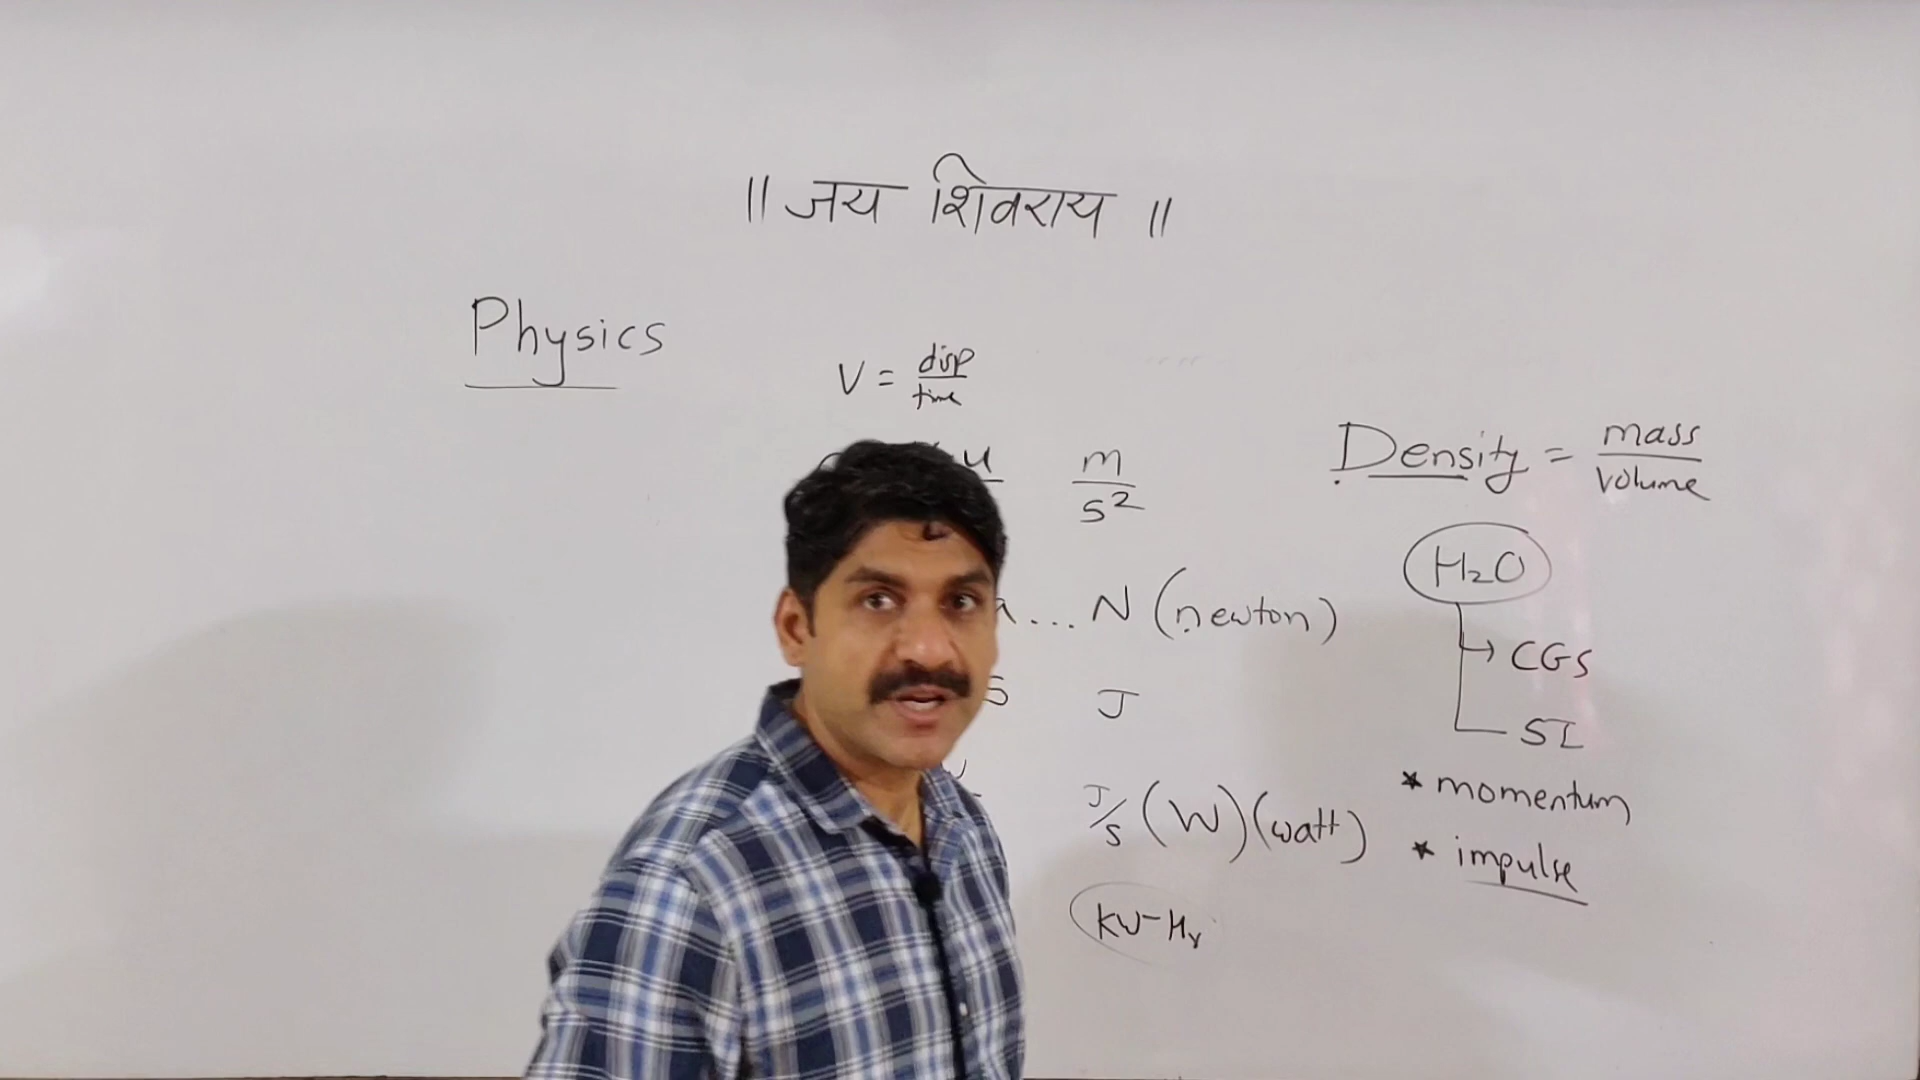 ॥ जय शिवराय ॥
Physics
V = disp/time
u m/s²
... N (newton)
s J
J/s (W) (watt)
KW-Hr
Density = mass/volume
H₂O
CGS
SI
* momentum
* impulse